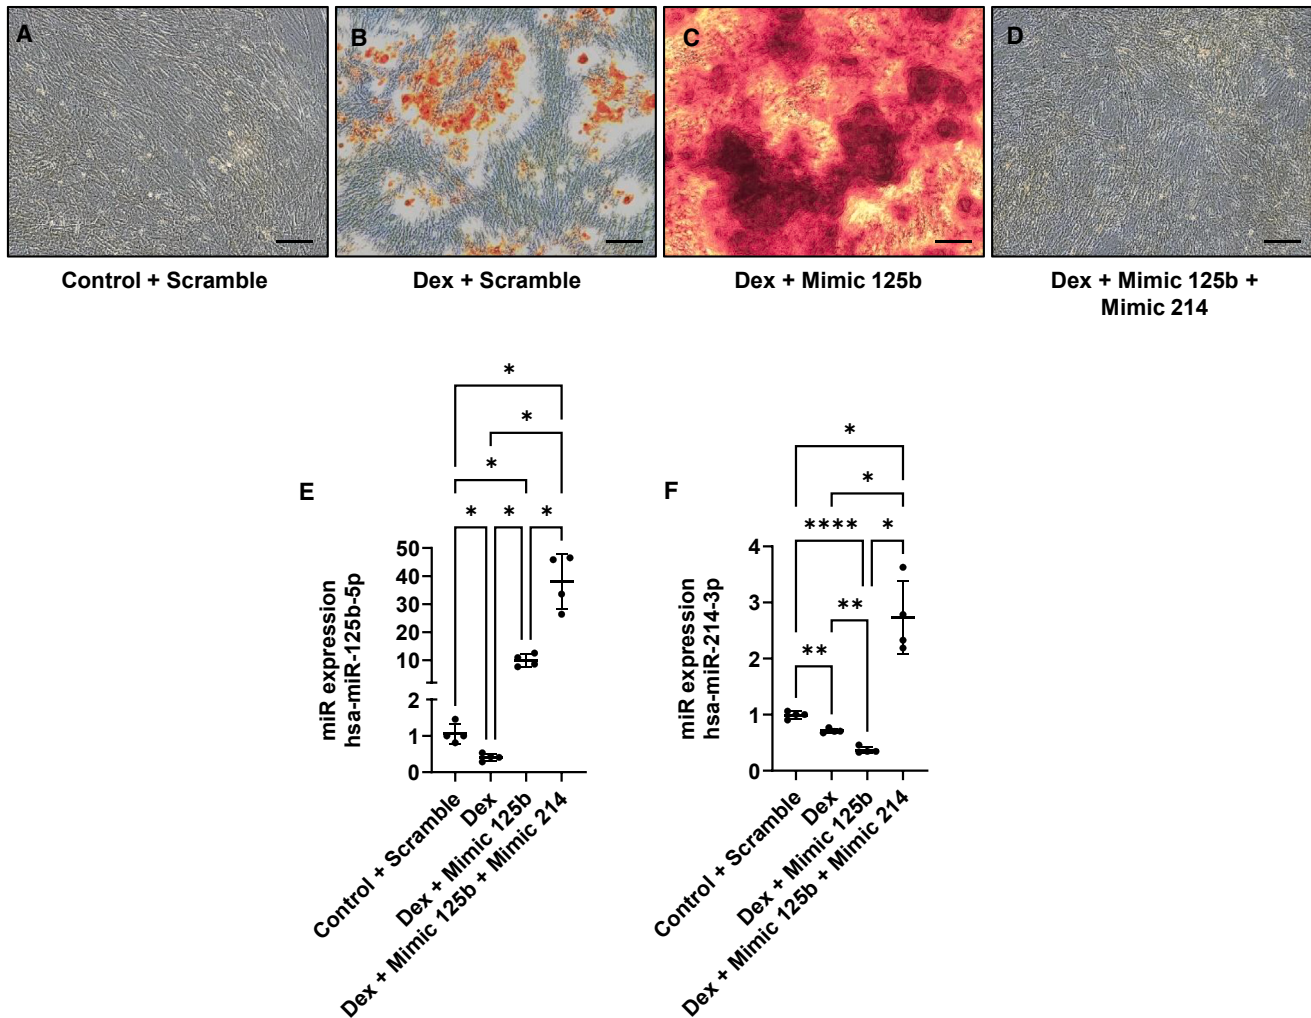 A
B
C
D
Control + Scramble
Dex + Scramble
Dex + Mimic 125b
Dex + Mimic 125b +
Mimic 214
E
*
*
*
* * *
miR expression
hsa-miR-125b-5p
50
40
30
20
10
2
1
0
Control + Scramble
Dex
Dex + Mimic 125b
Dex + Mimic 125b + Mimic 214
F
*
*
**** *
**
**
miR expression
hsa-miR-214-3p
4
3
2
1
0
Control + Scramble
Dex
Dex + Mimic 125b
Dex + Mimic 125b + Mimic 214